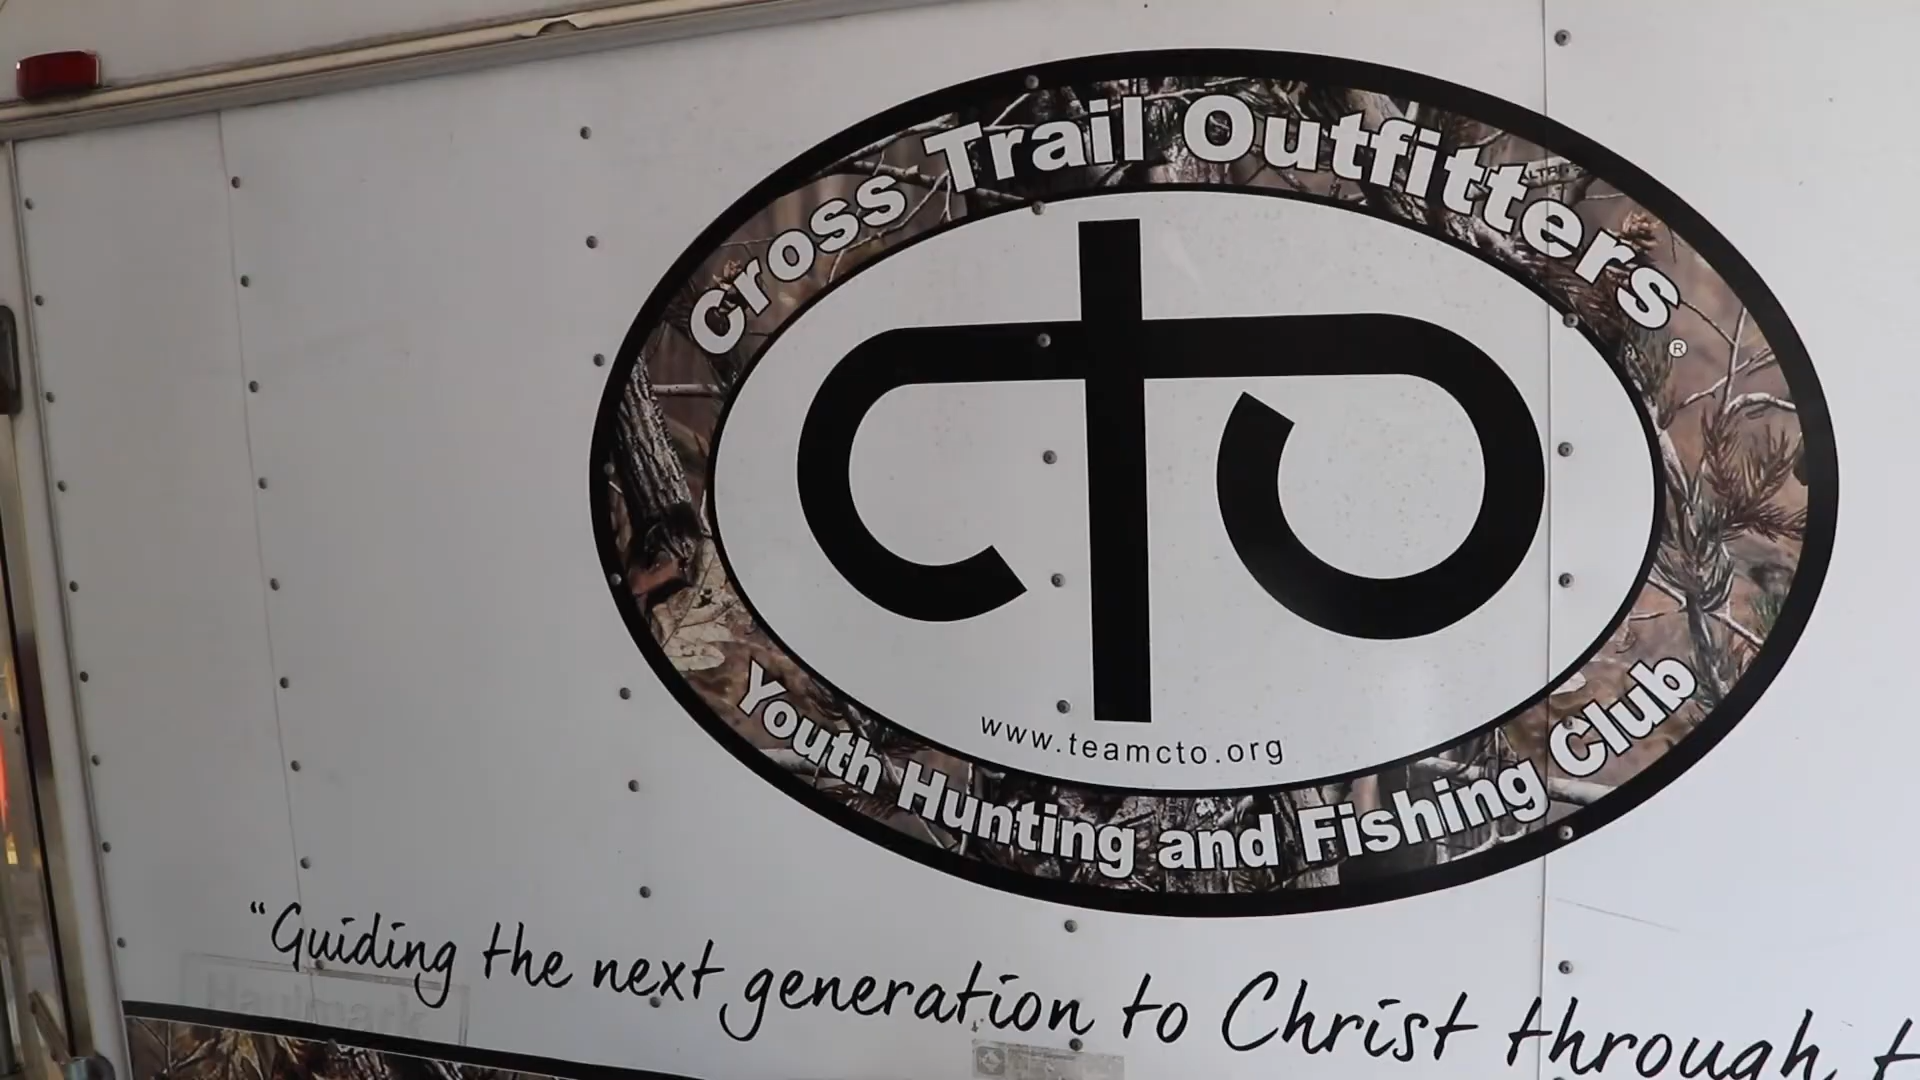 Cross Trail Outfitters
®
cto
www.teamcto.org
Youth Hunting and Fishing Club
"Guiding the next generation to Christ through t
Haulmark